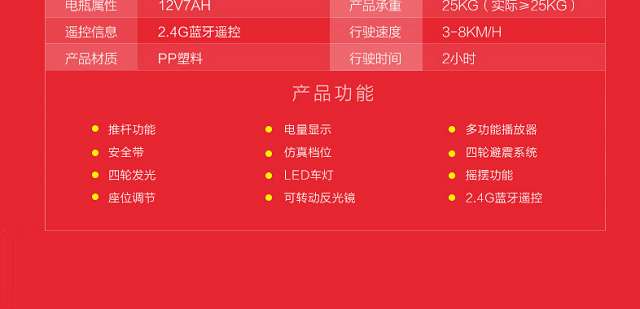 电瓶属性 12V7AH 产品承重 25KG（实际≥25KG）
遥控信息 2.4G蓝牙遥控 行驶速度 3-8KM/H
产品材质 PP塑料 行驶时间 2小时
产品功能
推杆功能 电量显示 多功能播放器
安全带 仿真档位 四轮避震系统
四轮发光 LED车灯 摇摆功能
座位调节 可转动反光镜 2.4G蓝牙遥控